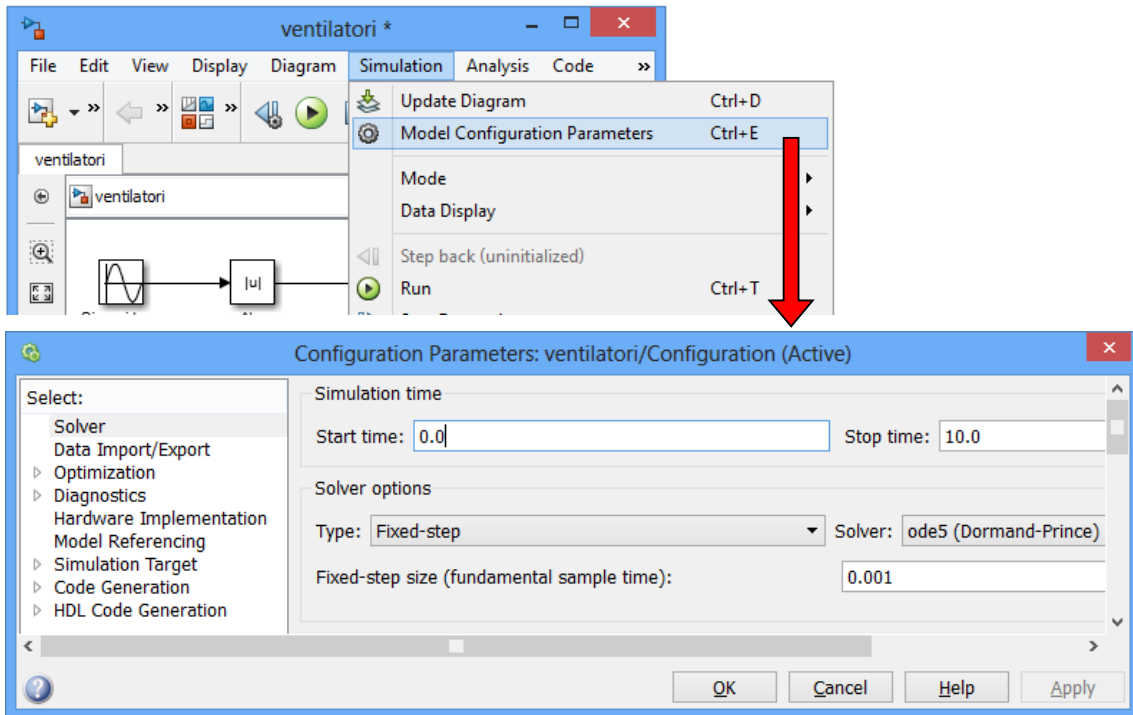 ventilatori *
File Edit View Display Diagram Simulation Analysis Code »
» » »
Update Diagram Ctrl+D
Model Configuration Parameters Ctrl+E
ventilatori
Mode
ventilatori
Data Display
Step back (uninitialized)
|u|
Run Ctrl+T
Configuration Parameters: ventilatori/Configuration (Active)
Select:
Solver
Data Import/Export
Optimization
Diagnostics
Hardware Implementation
Model Referencing
Simulation Target
Code Generation
HDL Code Generation
Simulation time
Start time: 0.0 Stop time: 10.0
Solver options
Type: Fixed-step Solver: ode5 (Dormand-Prince)
Fixed-step size (fundamental sample time): 0.001
OK Cancel Help Apply